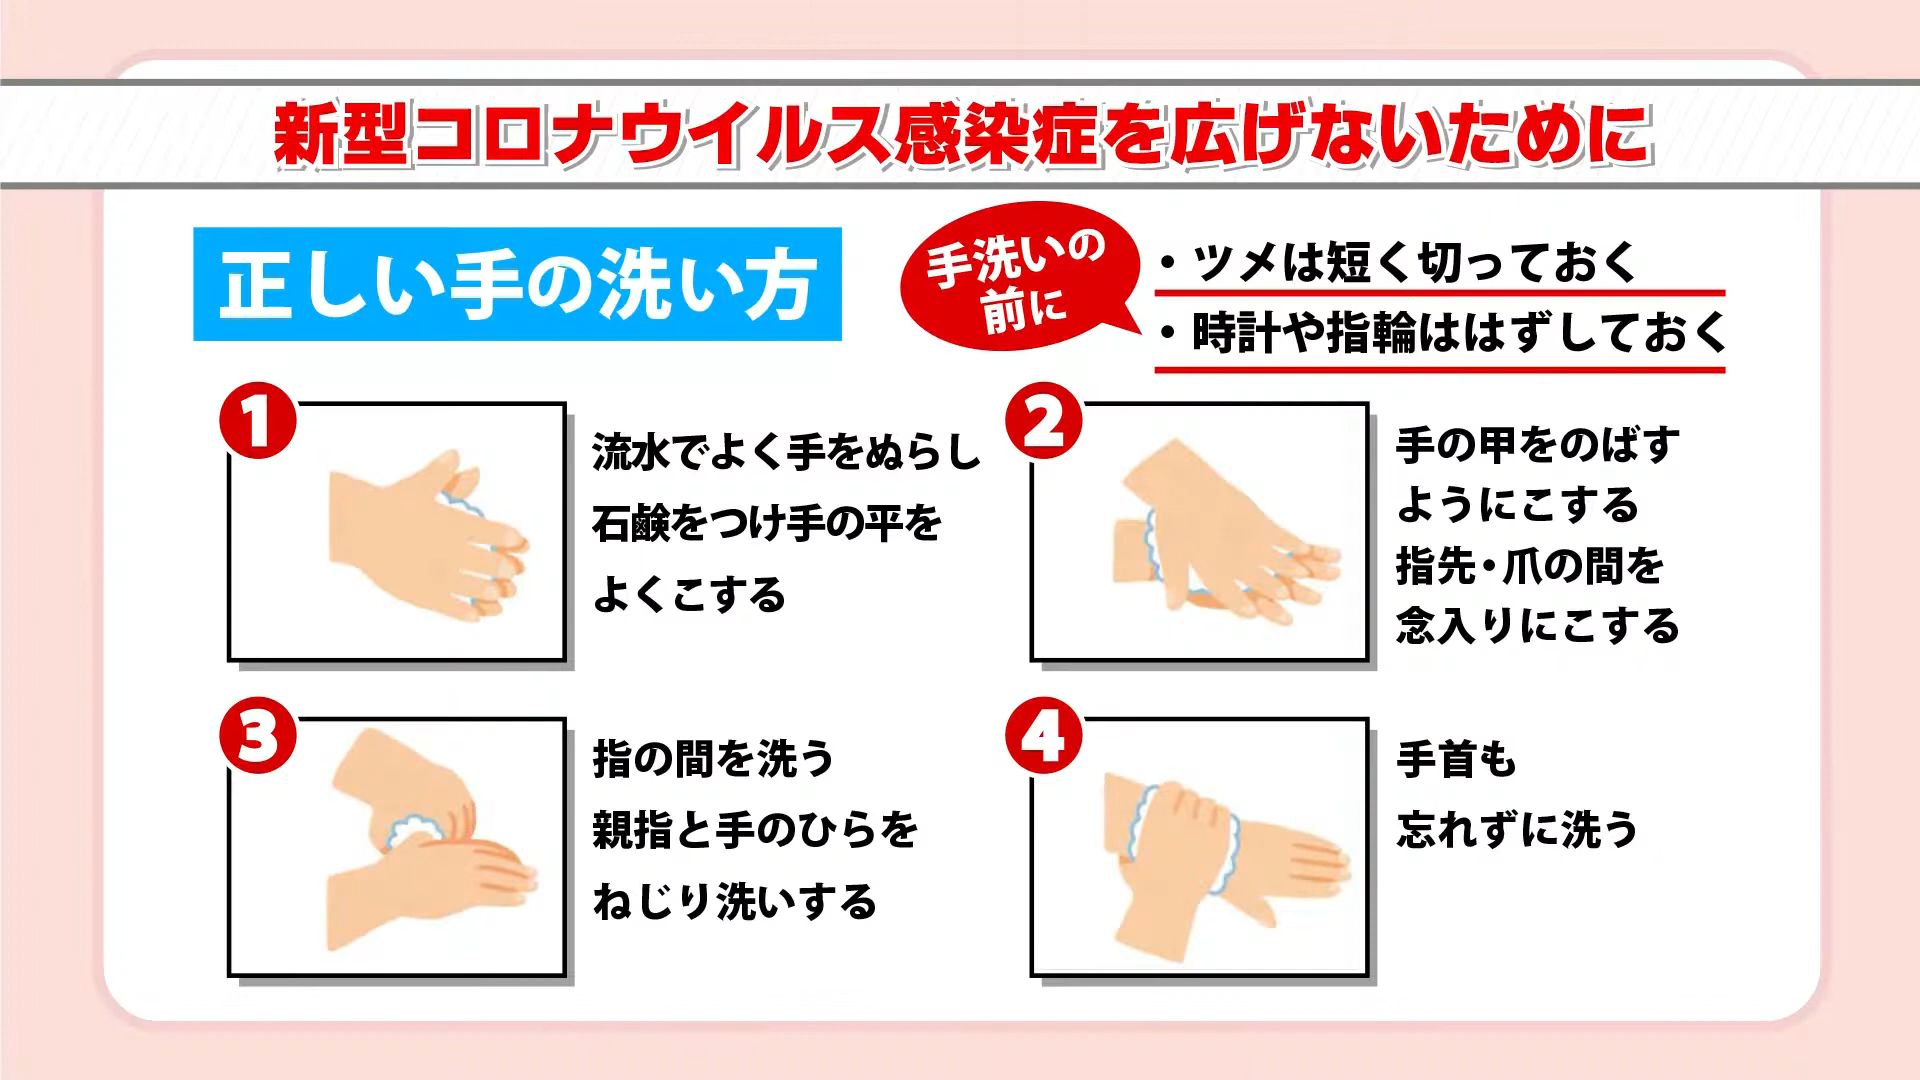 新型コロナウイルス感染症を広げないために
正しい手の洗い方
手洗いの
前に
・ツメは短く切っておく
・時計や指輪ははずしておく
1
流水でよく手をぬらし
石鹸をつけ手の平を
よくこする
2
手の甲をのばす
ようにこする
指先・爪の間を
念入りにこする
3
指の間を洗う
親指と手のひらを
ねじり洗いする
4
手首も
忘れずに洗う